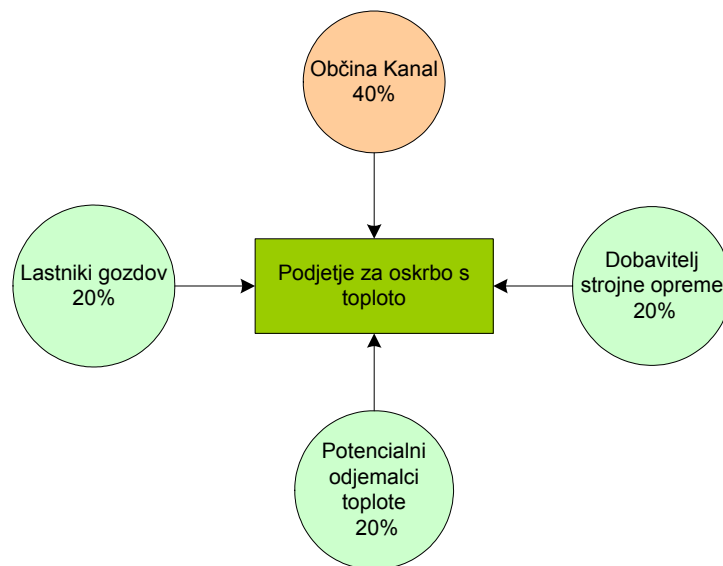 Občina Kanal
40%
Lastniki gozdov
20%
Podjetje za oskrbo s
toploto
Dobavitelj
strojne opreme
20%
Potencialni
odjemalci
toplote
20%